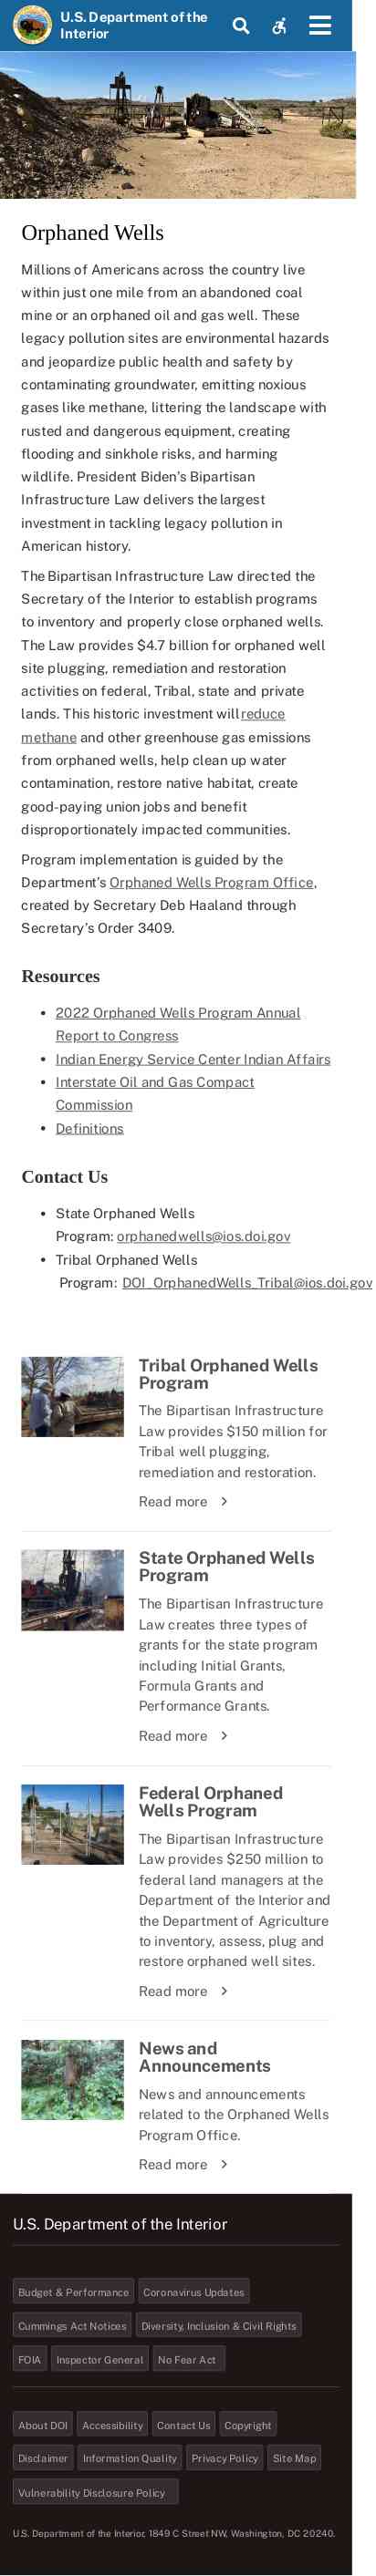 U.S. Department of the
Interior
Orphaned Wells
Millions of Americans across the country live
within just one mile from an abandoned coal
mine or an orphaned oil and gas well. These
legacy pollution sites are environmental hazards
and jeopardize public health and safety by
contaminating groundwater, emitting noxious
gases like methane, littering the landscape with
rusted and dangerous equipment, creating
flooding and sinkhole risks, and harming
wildlife. President Biden's Bipartisan
Infrastructure Law delivers the largest
investment in tackling legacy pollution in
American history.
The Bipartisan Infrastructure Law directed the
Secretary of the Interior to establish programs
to inventory and properly close orphaned wells.
The Law provides $4.7 billion for orphaned well
site plugging, remediation and restoration
activities on federal, Tribal, state and private
lands. This historic investment will reduce
methane and other greenhouse gas emissions
from orphaned wells, help clean up water
contamination, restore native habitat, create
good-paying union jobs and benefit
disproportionately impacted communities.
Program implementation is guided by the
Department's Orphaned Wells Program Office,
created by Secretary Deb Haaland through
Secretary's Order 3409.
Resources
• 2022 Orphaned Wells Program Annual
Report to Congress
• Indian Energy Service Center Indian Affairs
• Interstate Oil and Gas Compact
Commission
• Definitions
Contact Us
• State Orphaned Wells
Program: orphanedwells@ios.doi.gov
• Tribal Orphaned Wells
Program: DOI_OrphanedWells_Tribal@ios.doi.gov
Tribal Orphaned Wells
Program
The Bipartisan Infrastructure
Law provides $150 million for
Tribal well plugging,
remediation and restoration.
Read more
State Orphaned Wells
Program
The Bipartisan Infrastructure
Law creates three types of
grants for the state program
including Initial Grants,
Formula Grants and
Performance Grants.
Read more
Federal Orphaned
Wells Program
The Bipartisan Infrastructure
Law provides $250 million to
federal land managers at the
Department of the Interior and
the Department of Agriculture
to inventory, assess, plug and
restore orphaned well sites.
Read more
News and
Announcements
News and announcements
related to the Orphaned Wells
Program Office.
Read more
U.S. Department of the Interior
Budget & Performance Coronavirus Updates
Cummings Act Notices Diversity, Inclusion & Civil Rights
FOIA Inspector General No Fear Act
About DOI Accessibility Contact Us Copyright
Disclaimer Information Quality Privacy Policy Site Map
Vulnerability Disclosure Policy
U.S. Department of the Interior, 1849 C Street NW, Washington, DC 20240.